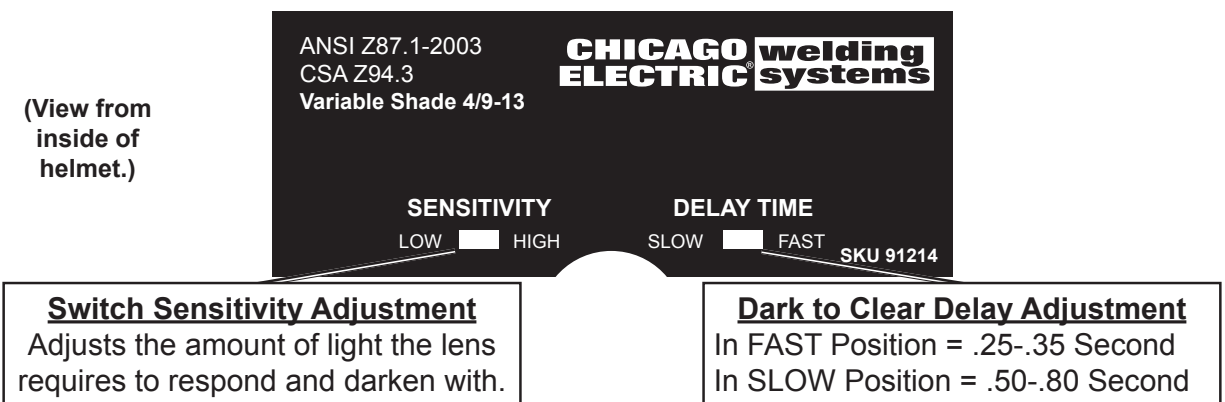 (View from
inside of
helmet.)
ANSI Z87.1-2003
CSA Z94.3
Variable Shade 4/9-13
CHICAGO
ELECTRIC®
welding
systems
SENSITIVITY
LOW HIGH
DELAY TIME
SLOW FAST
SKU 91214
Switch Sensitivity Adjustment
Adjusts the amount of light the lens
requires to respond and darken with.
Dark to Clear Delay Adjustment
In FAST Position = .25-.35 Second
In SLOW Position = .50-.80 Second